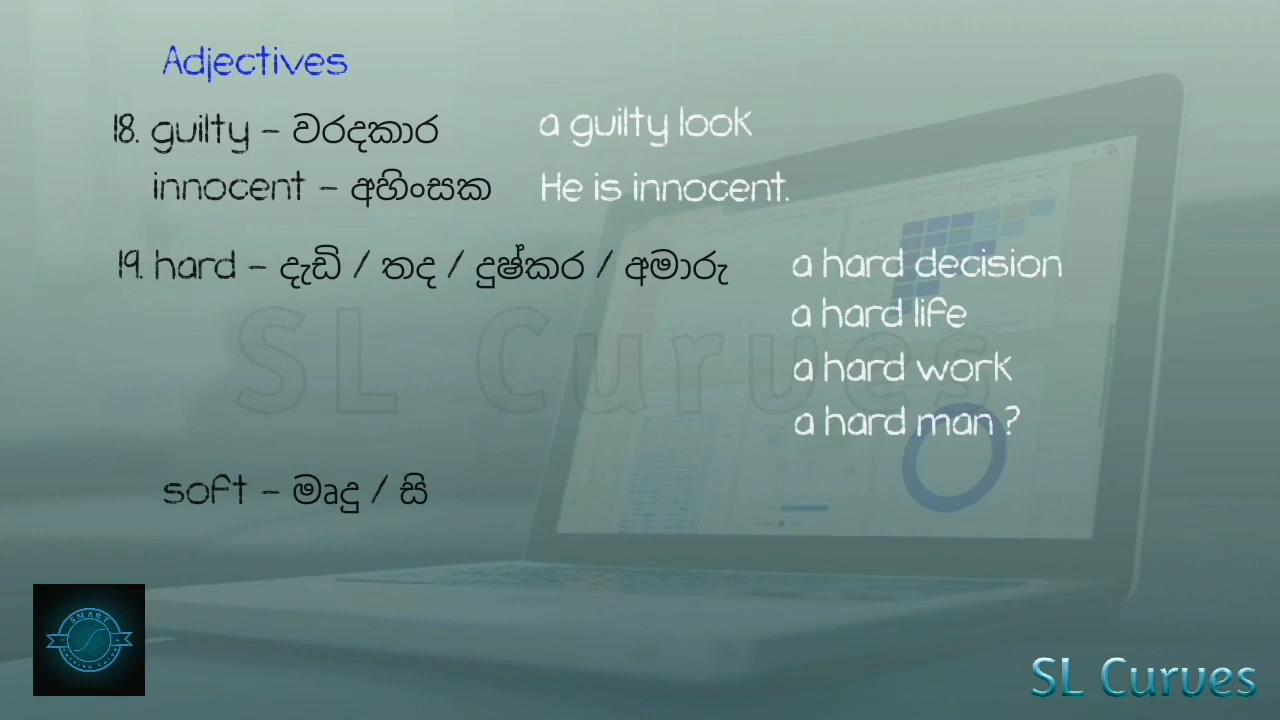 Adjectives
18. guilty - වරදකාර a guilty look
innocent - අහිංසක He is innocent.
19. hard - දැඩි / තද / දුෂ්කර / අමාරු a hard decision
a hard life
SL Curves
a hard work
a hard man ?
soft - මෘදු / සි
SMART
SL Curves